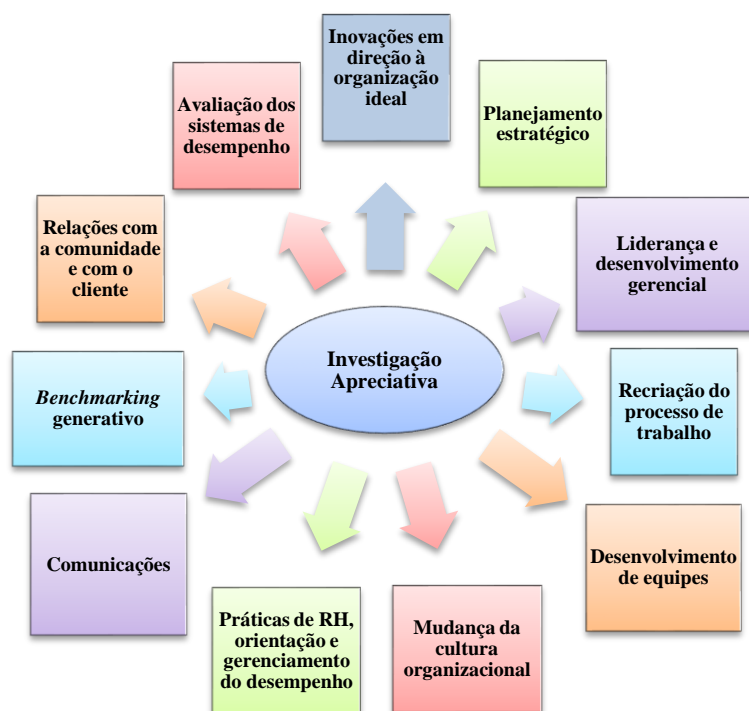 Inovações em
direção à
organização
ideal
Planejamento
estratégico
Liderança e
desenvolvimento
gerencial
Recriação do
processo de
trabalho
Desenvolvimento
de equipes
Mudança da
cultura
organizacional
Práticas de RH,
orientação e
gerenciamento
do desempenho
Comunicações
Benchmarking
generativo
Relações com
a comunidade
e com o
cliente
Avaliação dos
sistemas de
desempenho
Investigação
Apreciativa